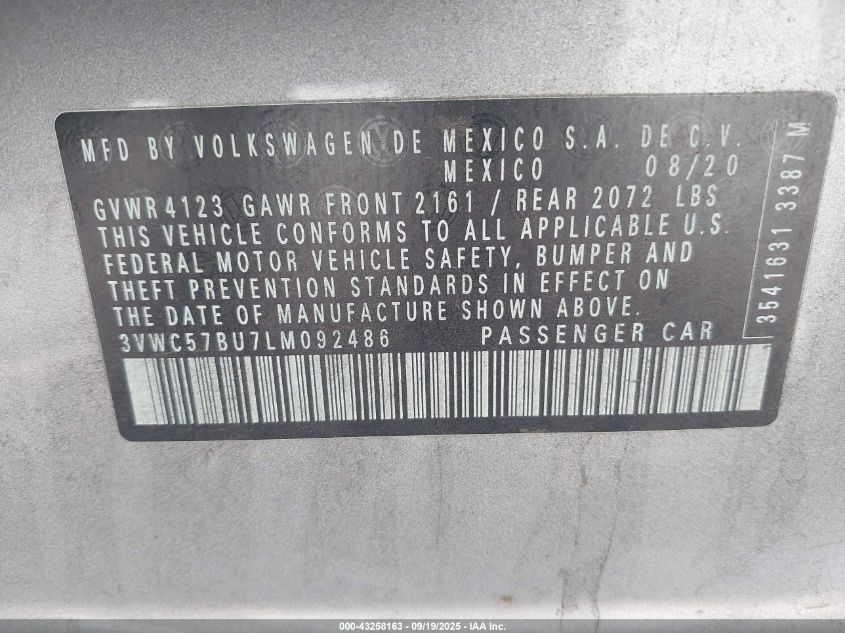 MFD BY VOLKSWAGEN DE MEXICO S.A. DE C.V.
MEXICO 08/20
GVWR 4123 GAWR FRONT 2161 / REAR 2072 LBS
THIS VEHICLE CONFORMS TO ALL APPLICABLE U.S.
FEDERAL MOTOR VEHICLE SAFETY, BUMPER AND
THEFT PREVENTION STANDARDS IN EFFECT ON
THE DATE OF MANUFACTURE SHOWN ABOVE.
3VWC57BU7LM092486 PASSENGER CAR
3541631 3387 M
000-43258163 - 09/19/2025 - IAA Inc.